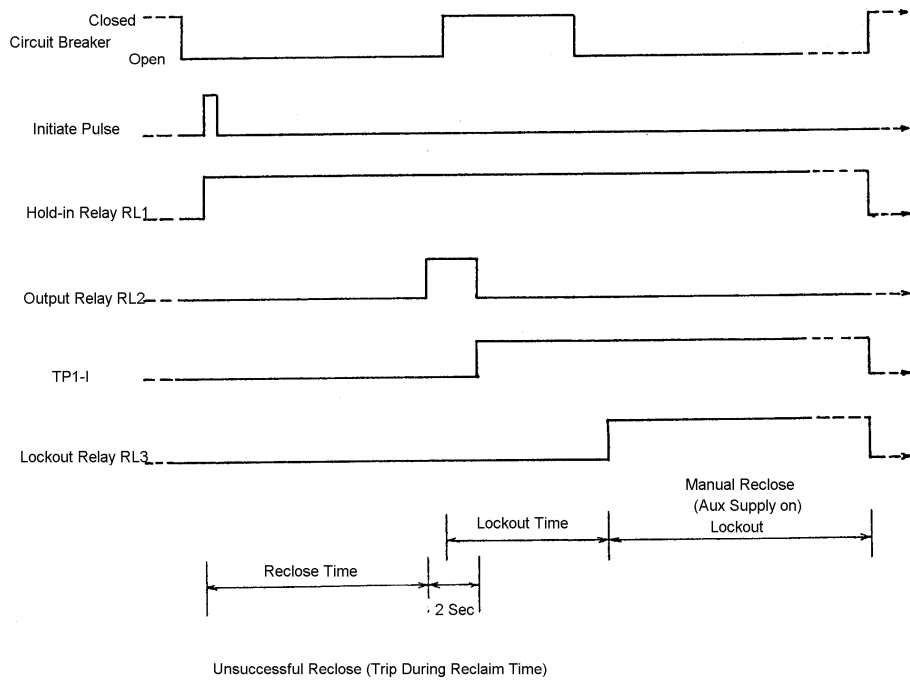 Closed
Circuit Breaker
Open
Initiate Pulse
Hold-in Relay RL1
Output Relay RL2
TP1-I
Lockout Relay RL3
Manual Reclose
(Aux Supply on)
Lockout Time
Lockout
Reclose Time
2 Sec
Unsuccessful Reclose (Trip During Reclaim Time)